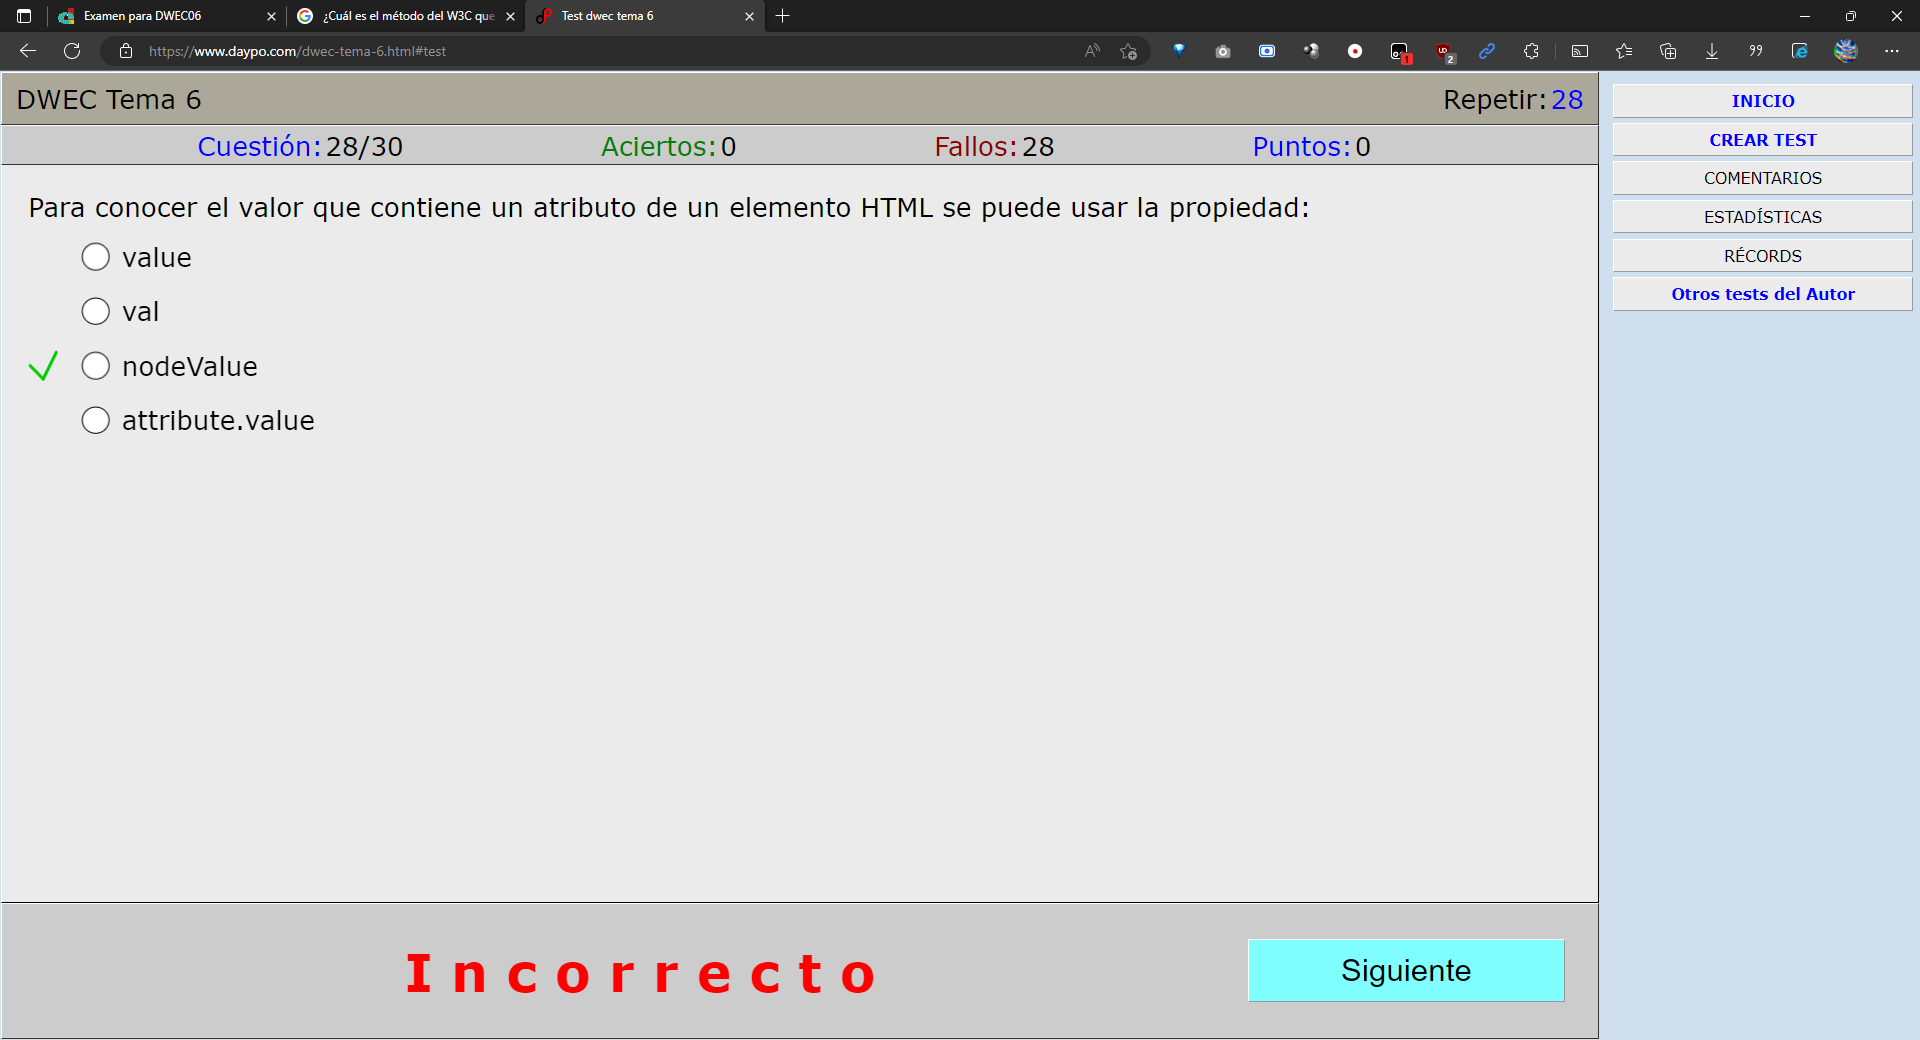 Examen para DWEC06
¿Cuál es el método del W3C que
Test dwec tema 6
https://www.daypo.com/dwec-tema-6.html#test
1
2
DWEC Tema 6
Repetir: 28
Cuestión: 28/30
Aciertos: 0
Fallos: 28
Puntos: 0
Para conocer el valor que contiene un atributo de un elemento HTML se puede usar la propiedad:
value
val
nodeValue
attribute.value
Incorrecto
Siguiente
INICIO
CREAR TEST
COMENTARIOS
ESTADÍSTICAS
RÉCORDS
Otros tests del Autor